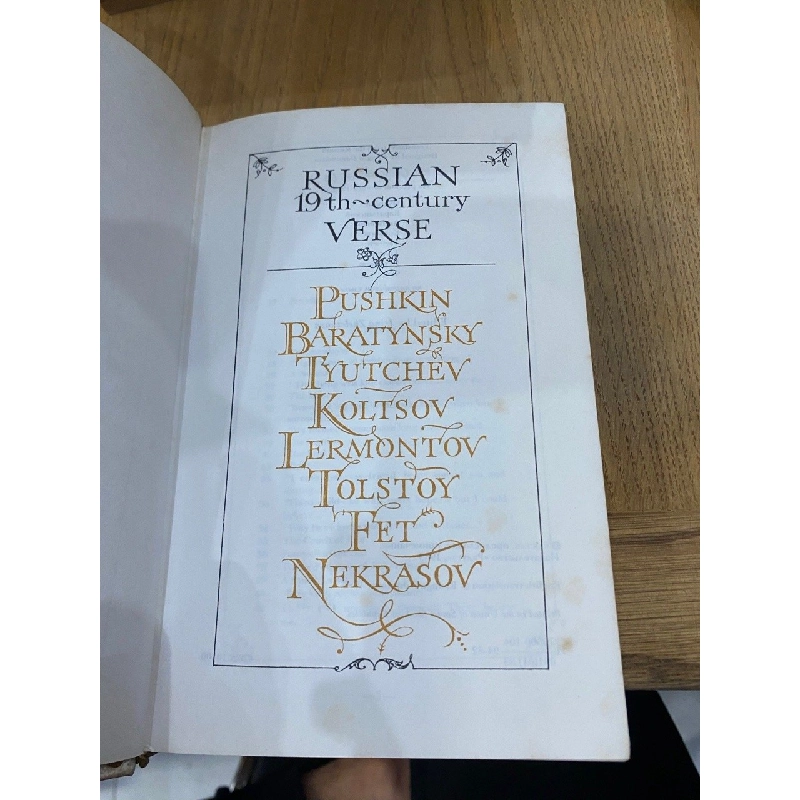 RUSSIAN
19th~century
VERSE
PUSHKIN
BARATYNSKY
TYUTCHEV
KOLTSOV
LERMONTOV
TOLSTOY
FET
NEKRASOV